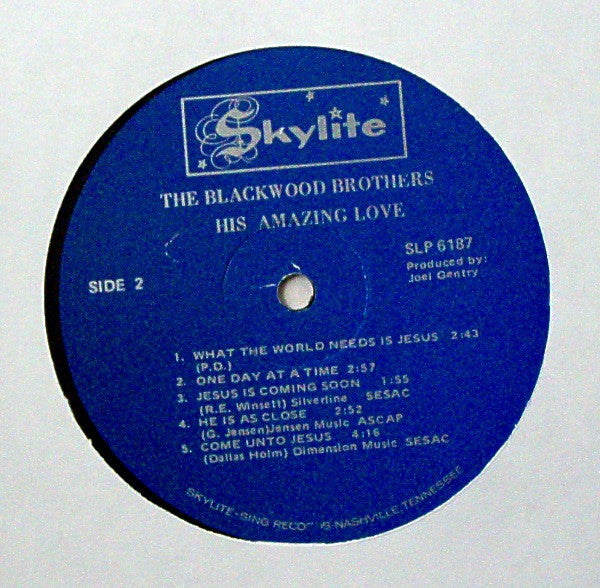 Skylite
THE BLACKWOOD BROTHERS
HIS AMAZING LOVE
SLP 6187
Produced by:
Joel Gentry
SIDE 2
1. WHAT THE WORLD NEEDS IS JESUS 2:43
(P.D.)
2. ONE DAY AT A TIME 2:57
3. JESUS IS COMING SOON 1:55
(R.E. Winsett) Silverline SESAC
4. HE IS AS CLOSE 2:52
(G. Jensen)Jensen Music ASCAP
5. COME UNTO JESUS 4:16
(Dallas Holm) Dimension Music SESAC
SKYLITE-SING NASHVILLE, TENNESSEE